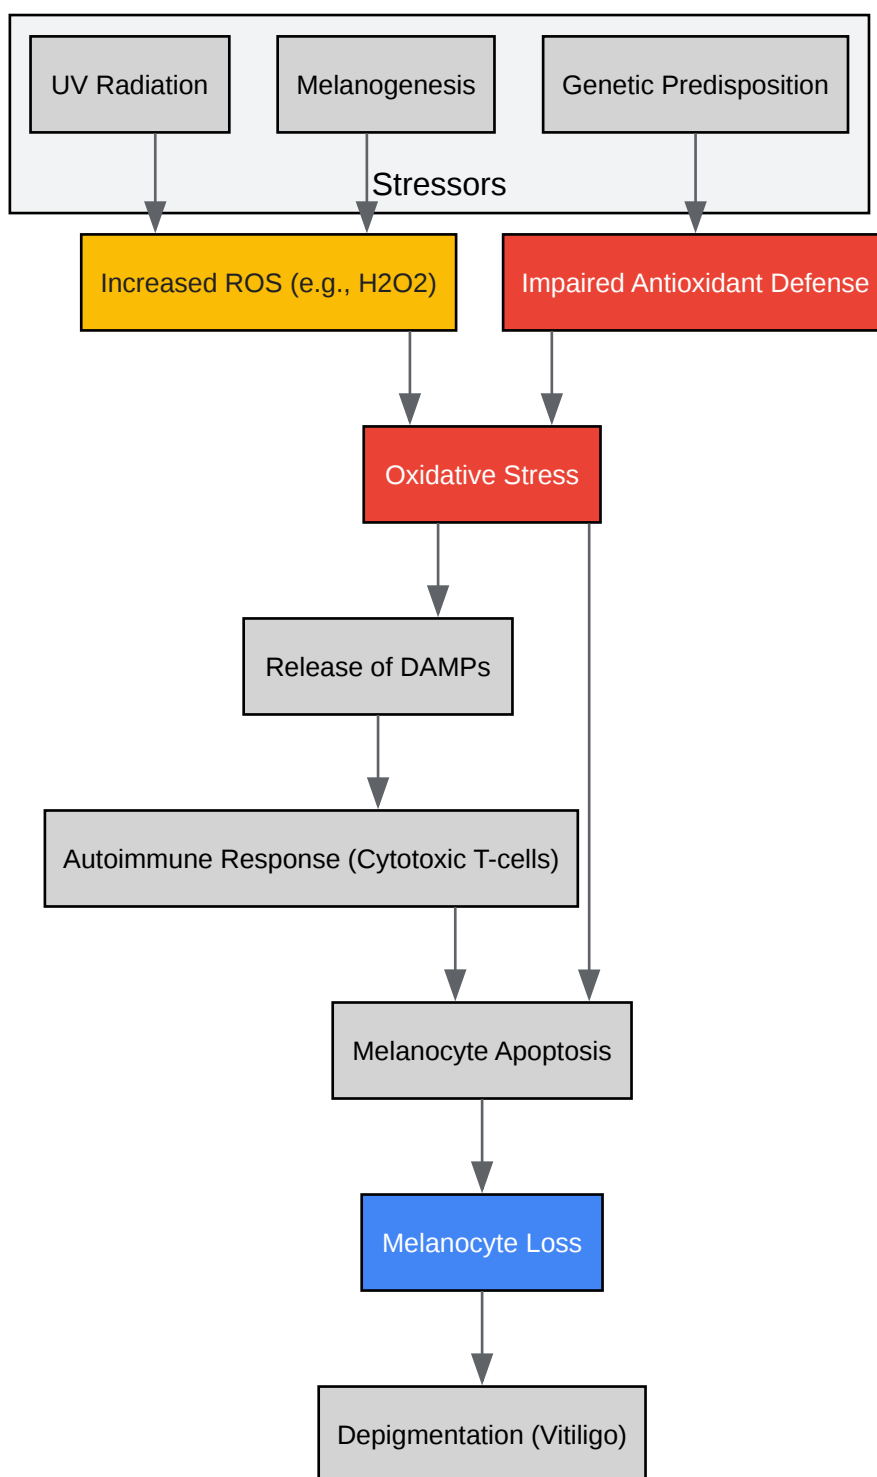 UV Radiation
Melanogenesis
Genetic Predisposition
Stressors
Increased ROS (e.g., H2O2)
Impaired Antioxidant Defense
Oxidative Stress
Release of DAMPs
Autoimmune Response (Cytotoxic T-cells)
Melanocyte Apoptosis
Melanocyte Loss
Depigmentation (Vitiligo)